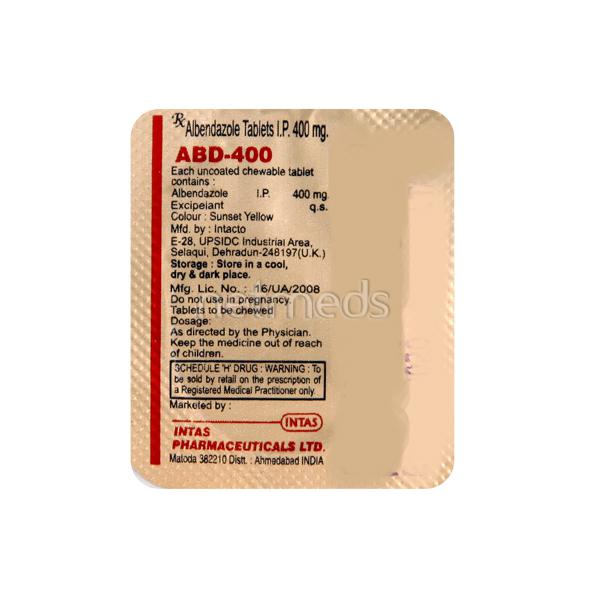 Rx Albendazole Tablets I.P. 400 mg.
ABD-400
Each uncoated chewable tablet
contains :
Albendazole I.P. 400 mg
Excipeiant q.s.
Colour : Sunset Yellow
Mfd. by : Intacto
E-28, UPSIDC Industrial Area,
Selaqui, Dehradun-248197(U.K.)
Storage : Store in a cool,
dry & dark place.
Mfg. Lic. No. : 16/UA/2008
netmeds
Do not use in pregnancy.
Tablets to be chewed
Dosage:
As directed by the Physician.
Keep the medicine out of reach
of children.
SCHEDULE 'H' DRUG : WARNING : To
be sold by retail on the prescription of
a Registered Medical Practitioner only.
Marketed by :
INTAS
INTAS
PHARMACEUTICALS LTD.
Matoda 382210 Distt. : Ahmedabad INDIA